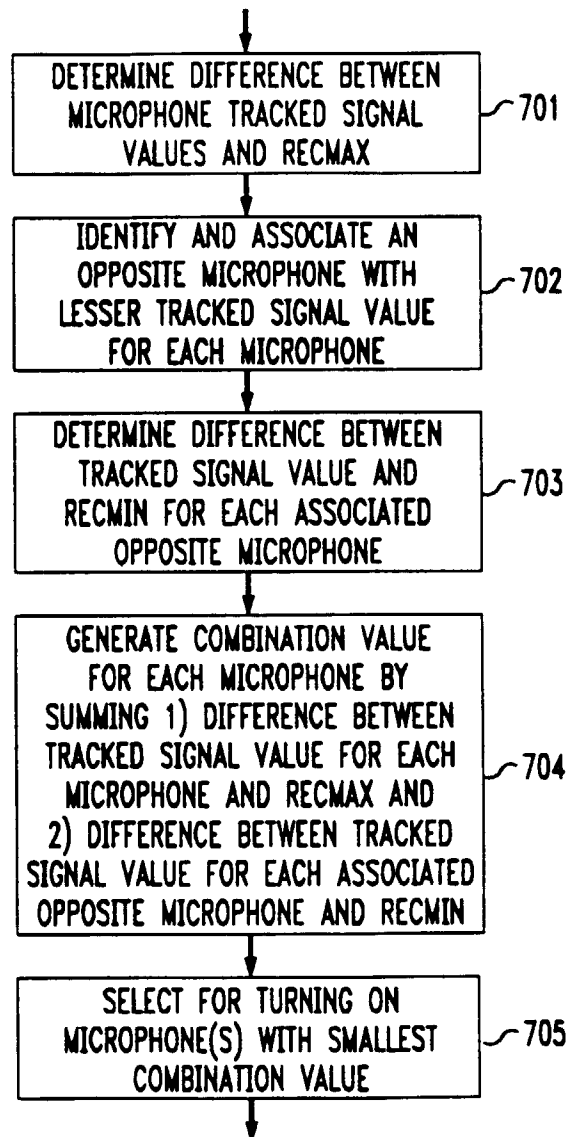 DETERMINE DIFFERENCE BETWEEN
MICROPHONE TRACKED SIGNAL
VALUES AND RECMAX
701
IDENTIFY AND ASSOCIATE AN
OPPOSITE MICROPHONE WITH
LESSER TRACKED SIGNAL VALUE
FOR EACH MICROPHONE
702
DETERMINE DIFFERENCE BETWEEN
TRACKED SIGNAL VALUE AND
RECMIN FOR EACH ASSOCIATED
OPPOSITE MICROPHONE
703
GENERATE COMBINATION VALUE
FOR EACH MICROPHONE BY
SUMMING 1) DIFFERENCE BETWEEN
TRACKED SIGNAL VALUE FOR EACH
MICROPHONE AND RECMAX AND
2) DIFFERENCE BETWEEN TRACKED
SIGNAL VALUE FOR EACH ASSOCIATED
OPPOSITE MICROPHONE AND RECMIN
704
SELECT FOR TURNING ON
MICROPHONE(S) WITH SMALLEST
COMBINATION VALUE
705